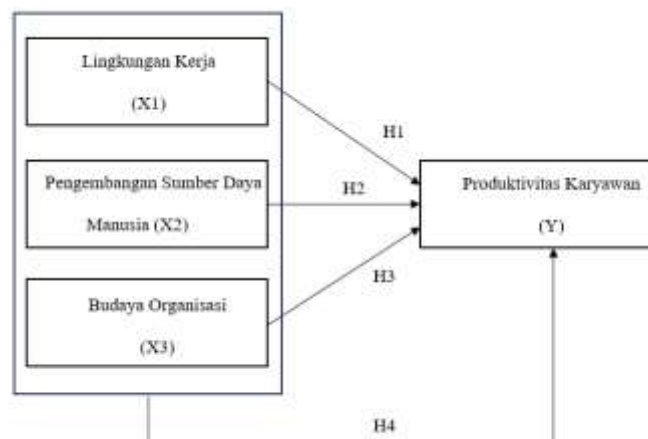 Lingkungan Kerja
(X1)
H1
Pengembangan Sumber Daya
Manusia (X2)
H2
Produktivitas Karyawan
(Y)
Budaya Organisasi
(X3)
H3
H4